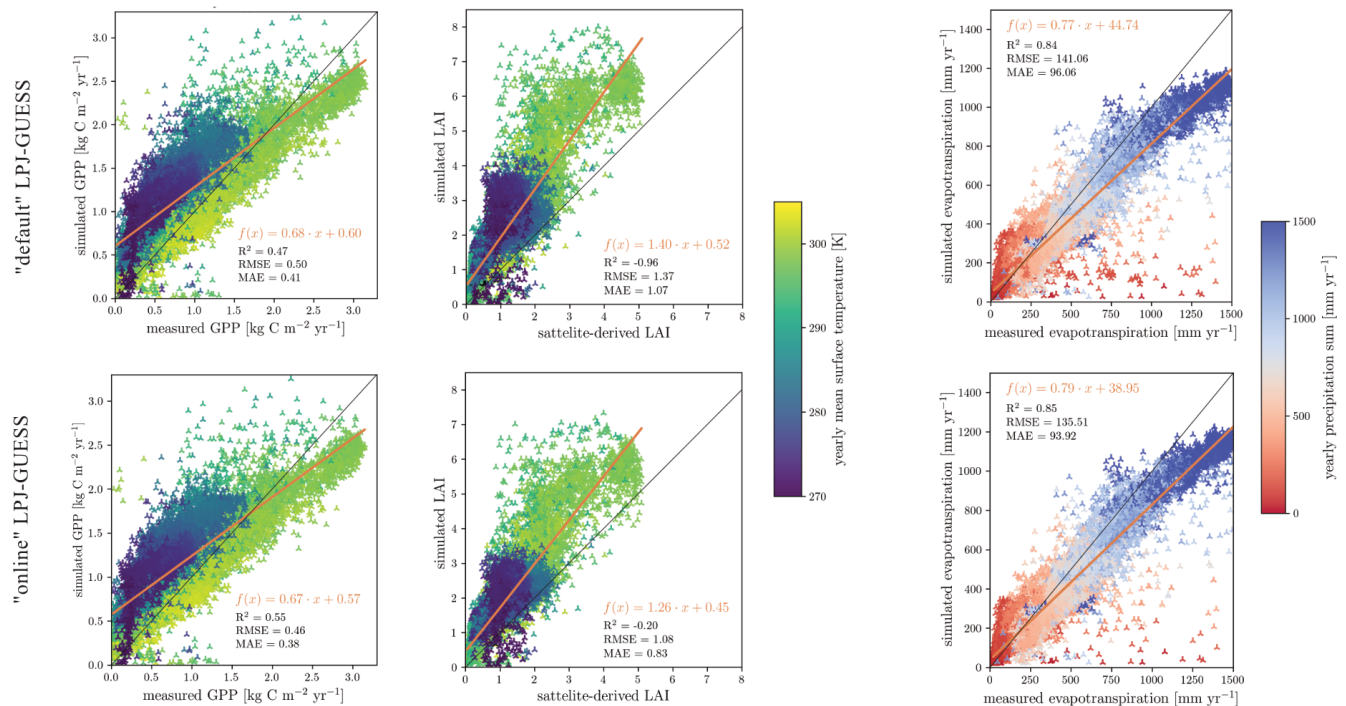 "default" LPJ-GUESS
simulated GPP [kg C m⁻² yr⁻¹]
3.0
2.5
2.0
1.5
1.0
0.5
0.0
f(x) = 0.68 · x + 0.60
R² = 0.47
RMSE = 0.50
MAE = 0.41
0.0 0.5 1.0 1.5 2.0 2.5 3.0
measured GPP [kg C m⁻² yr⁻¹]
simulated LAI
8
7
6
5
4
3
2
1
0
f(x) = 1.40 · x + 0.52
R² = -0.96
RMSE = 1.37
MAE = 1.07
0 1 2 3 4 5 6 7 8
sattelite-derived LAI
300
290
280
270
yearly mean surface temperature [K]
simulated evapotranspiration [mm yr⁻¹]
1400
1200
1000
800
600
400
200
0
f(x) = 0.77 · x + 44.74
R² = 0.84
RMSE = 141.06
MAE = 96.06
0 250 500 750 1000 1250 1500
measured evapotranspiration [mm yr⁻¹]
1500
1000
500
0
yearly precipitation sum [mm yr⁻¹]
"online" LPJ-GUESS
simulated GPP [kg C m⁻² yr⁻¹]
3.0
2.5
2.0
1.5
1.0
0.5
0.0
f(x) = 0.67 · x + 0.57
R² = 0.55
RMSE = 0.46
MAE = 0.38
0.0 0.5 1.0 1.5 2.0 2.5 3.0
measured GPP [kg C m⁻² yr⁻¹]
simulated LAI
8
7
6
5
4
3
2
1
0
f(x) = 1.26 · x + 0.45
R² = -0.20
RMSE = 1.08
MAE = 0.83
0 1 2 3 4 5 6 7 8
sattelite-derived LAI
simulated evapotranspiration [mm yr⁻¹]
1400
1200
1000
800
600
400
200
0
f(x) = 0.79 · x + 38.95
R² = 0.85
RMSE = 135.51
MAE = 93.92
0 250 500 750 1000 1250 1500
measured evapotranspiration [mm yr⁻¹]